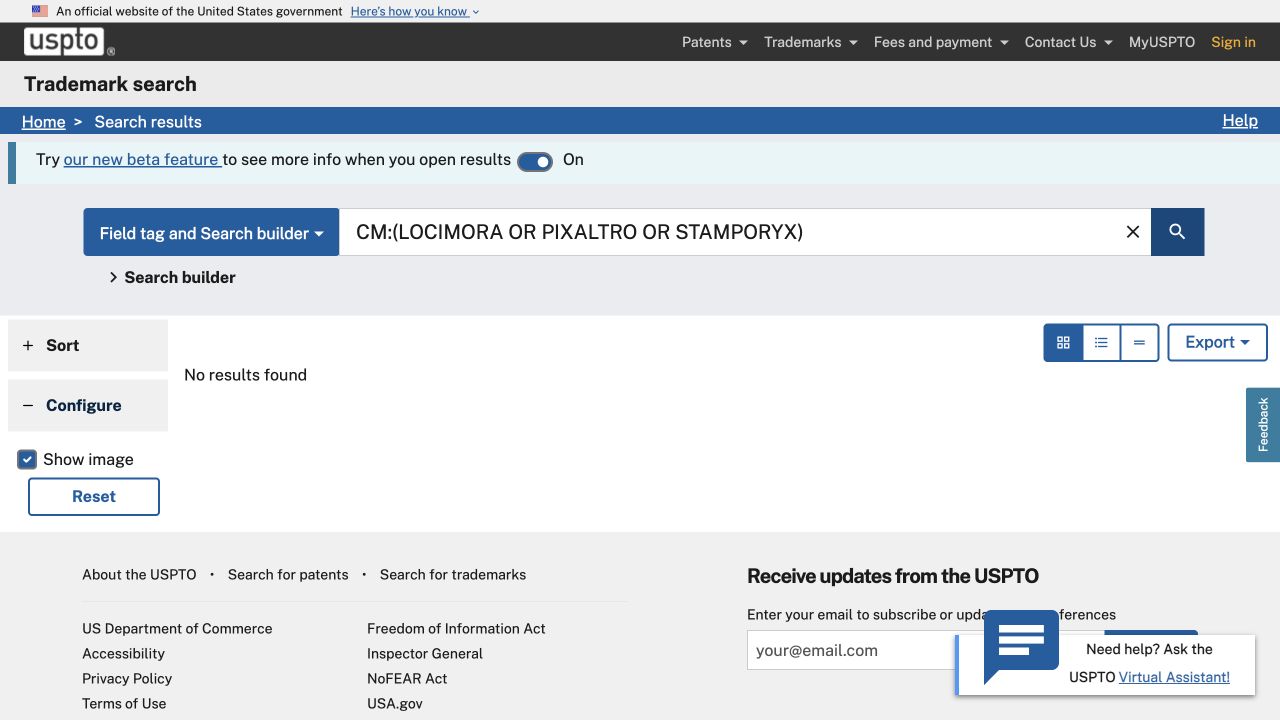 An official website of the United States government Here's how you know
uspto®
Patents Trademarks Fees and payment Contact Us MyUSPTO Sign in
Trademark search
Home > Search results
Help
Try our new beta feature to see more info when you open results On
Field tag and Search builder
CM:(LOCIMORA OR PIXALTRO OR STAMPORYX)
Search builder
Sort
Export
No results found
Configure
Feedback
Show image
Reset
About the USPTO • Search for patents • Search for trademarks
Receive updates from the USPTO
Enter your email to subscribe or
US Department of Commerce
Freedom of Information Act
Accessibility
Inspector General
your@email.com
Need help? Ask the
USPTO Virtual Assistant!
Privacy Policy
NoFEAR Act
Terms of Use
USA.gov